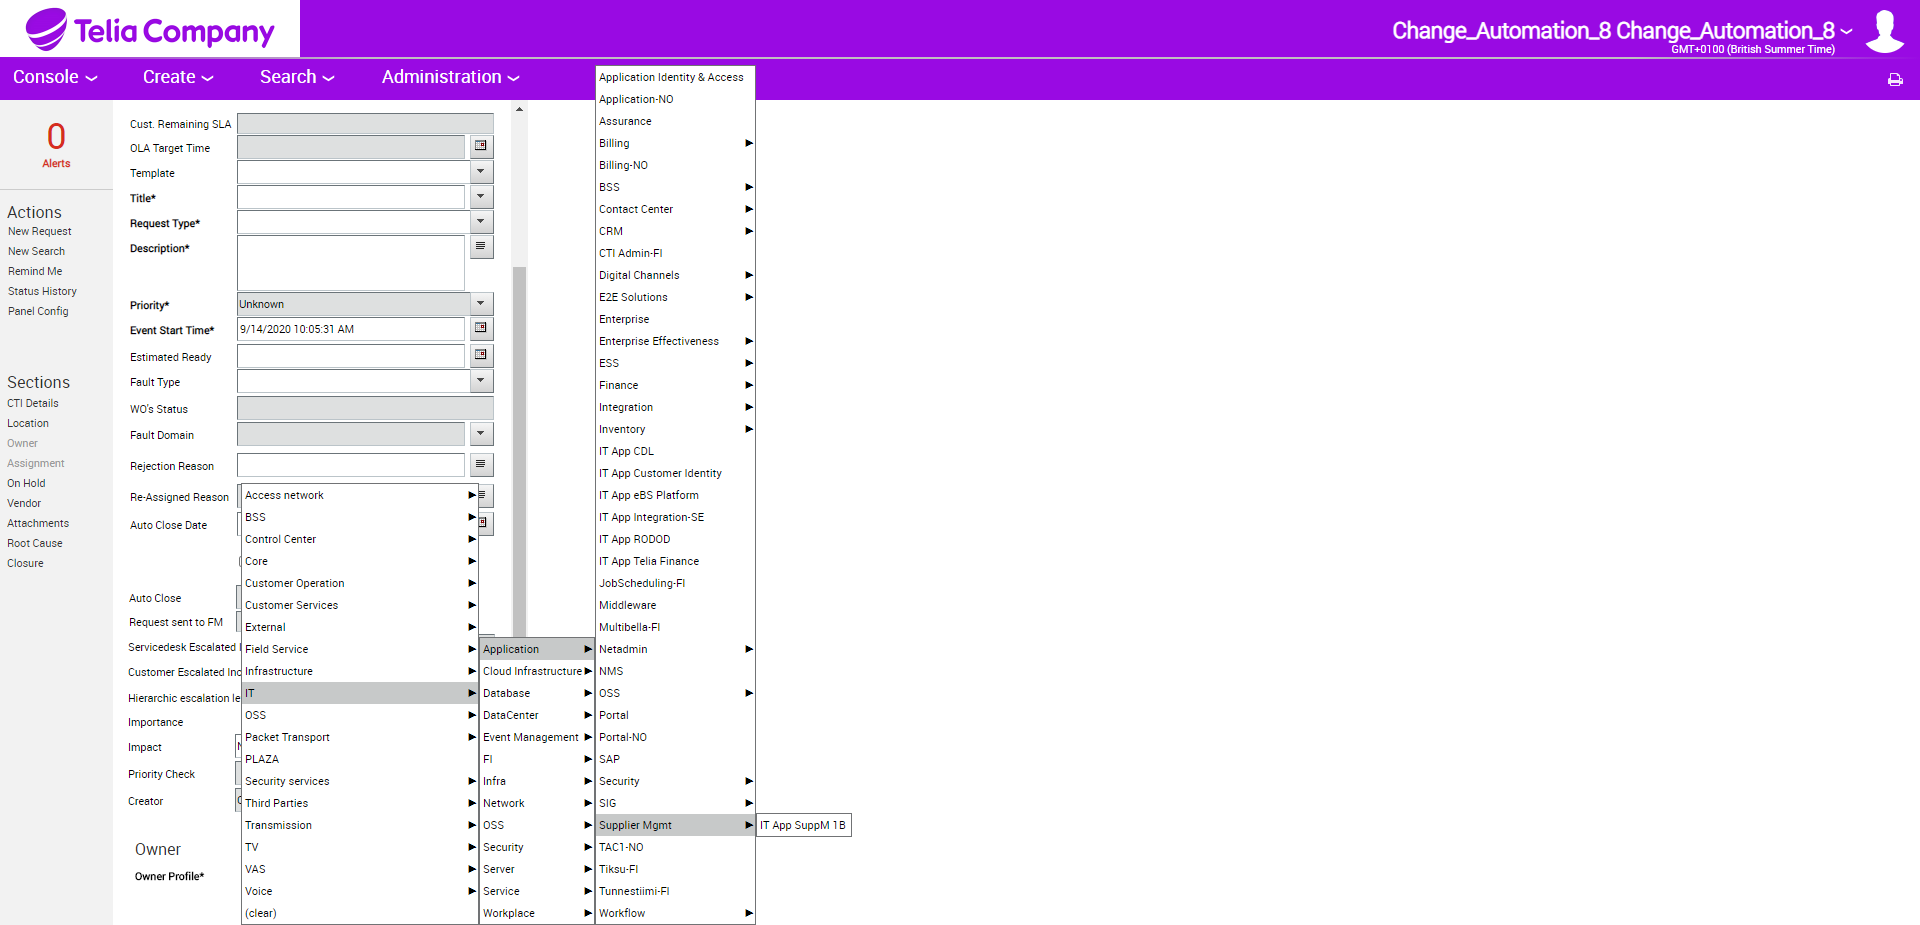 Telia Company
Change_Automation_8 Change_Automation_8
GMT+0100 (British Summer Time)
Console
Create
Search
Administration
0
Alerts
Actions
New Request
New Search
Remind Me
Status History
Panel Config
Sections
CTI Details
Location
Owner
Assignment
On Hold
Vendor
Attachments
Root Cause
Closure
Cust. Remaining SLA
OLA Target Time
Template
Title*
Request Type*
Description*
Priority*
Unknown
Event Start Time*
9/14/2020 10:05:31 AM
Estimated Ready
Fault Type
WO's Status
Fault Domain
Rejection Reason
Re-Assigned Reason
Auto Close Date
Auto Close
Request sent to FM
Servicedesk Escalated
Customer Escalated Inc
Hierarchic escalation le
Importance
Impact
Priority Check
Creator
Owner
Owner Profile*
Access network
BSS
Control Center
Core
Customer Operation
Customer Services
External
Field Service
Infrastructure
IT
OSS
Packet Transport
PLAZA
Security services
Third Parties
Transmission
TV
VAS
Voice
(clear)
Application
Cloud Infrastructure
Database
DataCenter
Event Management
FI
Infra
Network
OSS
Security
Server
Service
Workplace
Application Identity & Access
Application-NO
Assurance
Billing
Billing-NO
BSS
Contact Center
CRM
CTI Admin-FI
Digital Channels
E2E Solutions
Enterprise
Enterprise Effectiveness
ESS
Finance
Integration
Inventory
IT App CDL
IT App Customer Identity
IT App eBS Platform
IT App Integration-SE
IT App RODOD
IT App Telia Finance
JobScheduling-FI
Middleware
Multibella-FI
Netadmin
NMS
OSS
Portal
Portal-NO
SAP
Security
SIG
Supplier Mgmt
TAC1-NO
Tiksu-FI
Tunnestiimi-FI
Workflow
IT App SuppM 1B